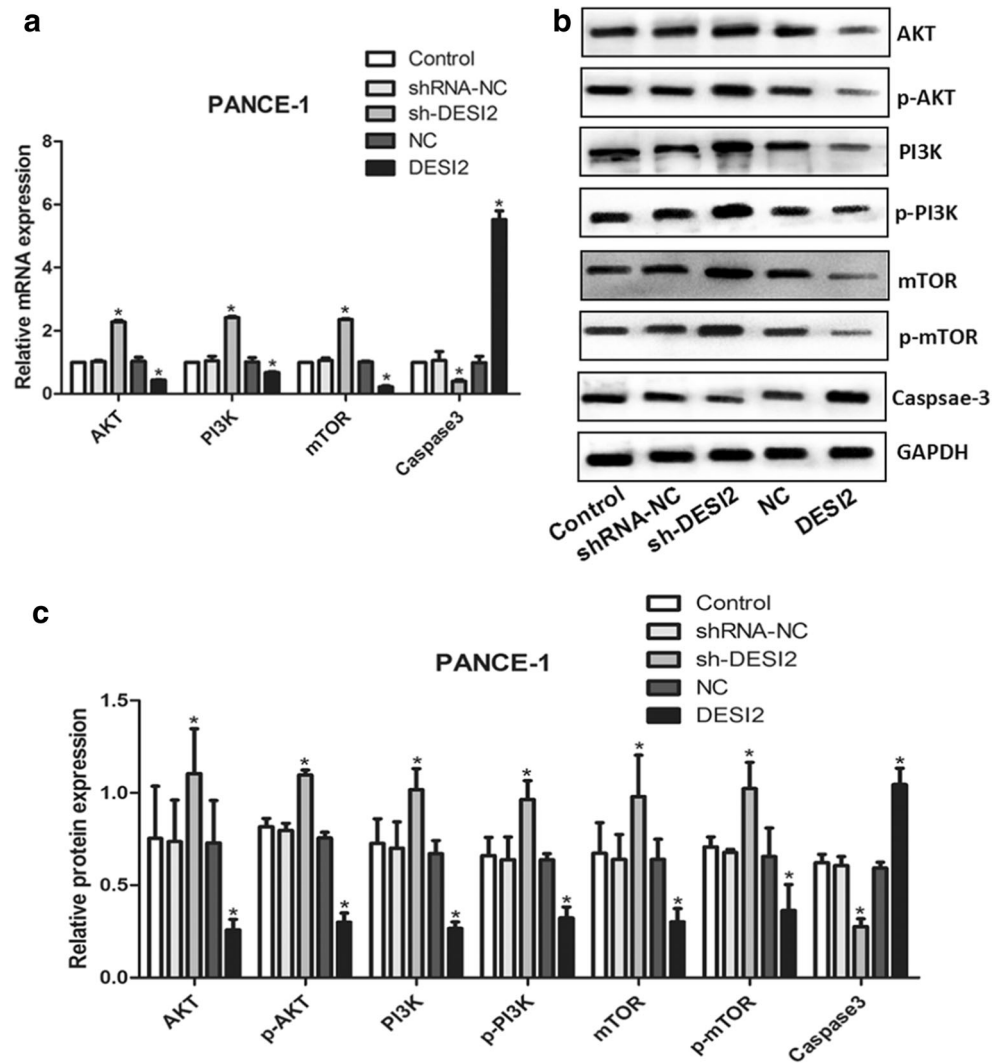 a
PANCE-1
Control
shRNA-NC
sh-DESI2
NC
DESI2
Relative mRNA expression
8
6
4
2
0
* * * * * * * *
AKT
PI3K
mTOR
Caspase3
b
AKT
p-AKT
PI3K
p-PI3K
mTOR
p-mTOR
Caspsae-3
GAPDH
Control
shRNA-NC
sh-DESI2
NC
DESI2
c
PANCE-1
Control
shRNA-NC
sh-DESI2
NC
DESI2
Relative protein expression
1.5
1.0
0.5
0.0
* * * * * * * * * * * * * *
AKT
p-AKT
PI3K
p-PI3K
mTOR
p-mTOR
Caspase3